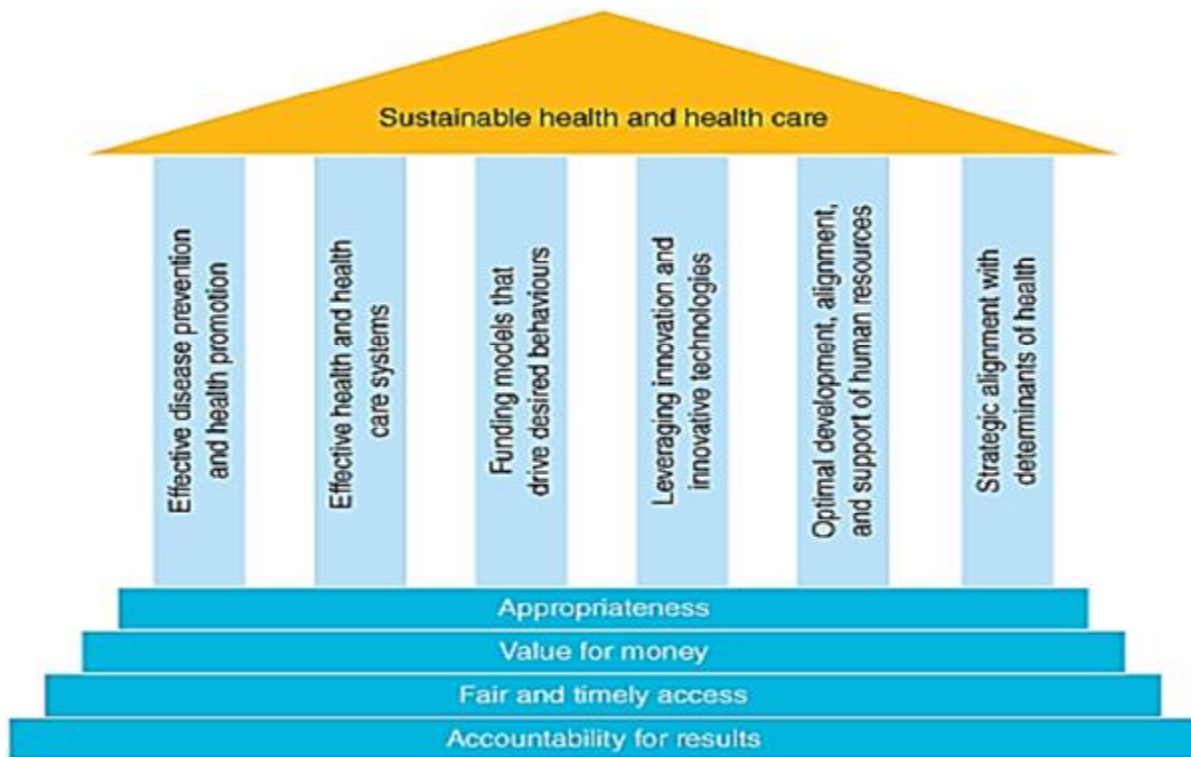 Sustainable health and health care
Effective disease prevention
and health promotion
Effective health and health
care systems
Funding models that
drive desired behaviours
Leveraging innovation and
innovative technologies
Optimal development, alignment,
and support of human resources
Strategic alignment with
determinants of health
Appropriateness
Value for money
Fair and timely access
Accountability for results